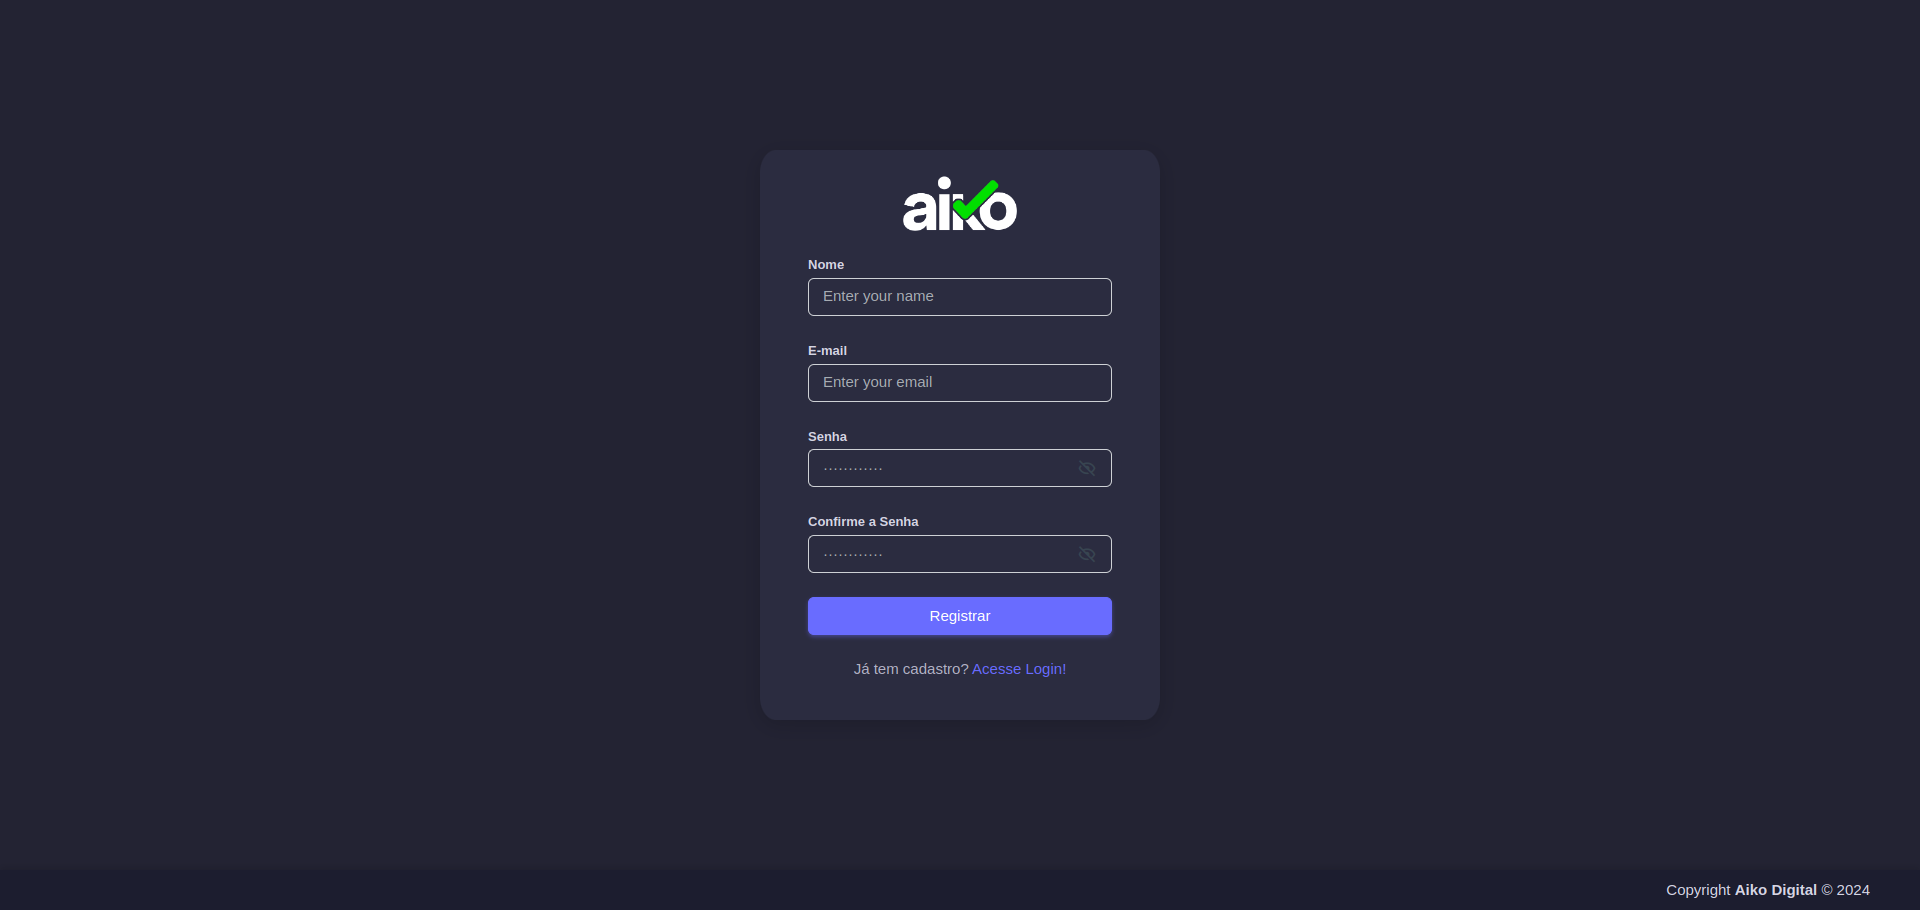 aiko
Nome
Enter your name
E-mail
Enter your email
Senha
············
Confirme a Senha
············
Registrar
Já tem cadastro? Acesse Login!
Copyright Aiko Digital © 2024